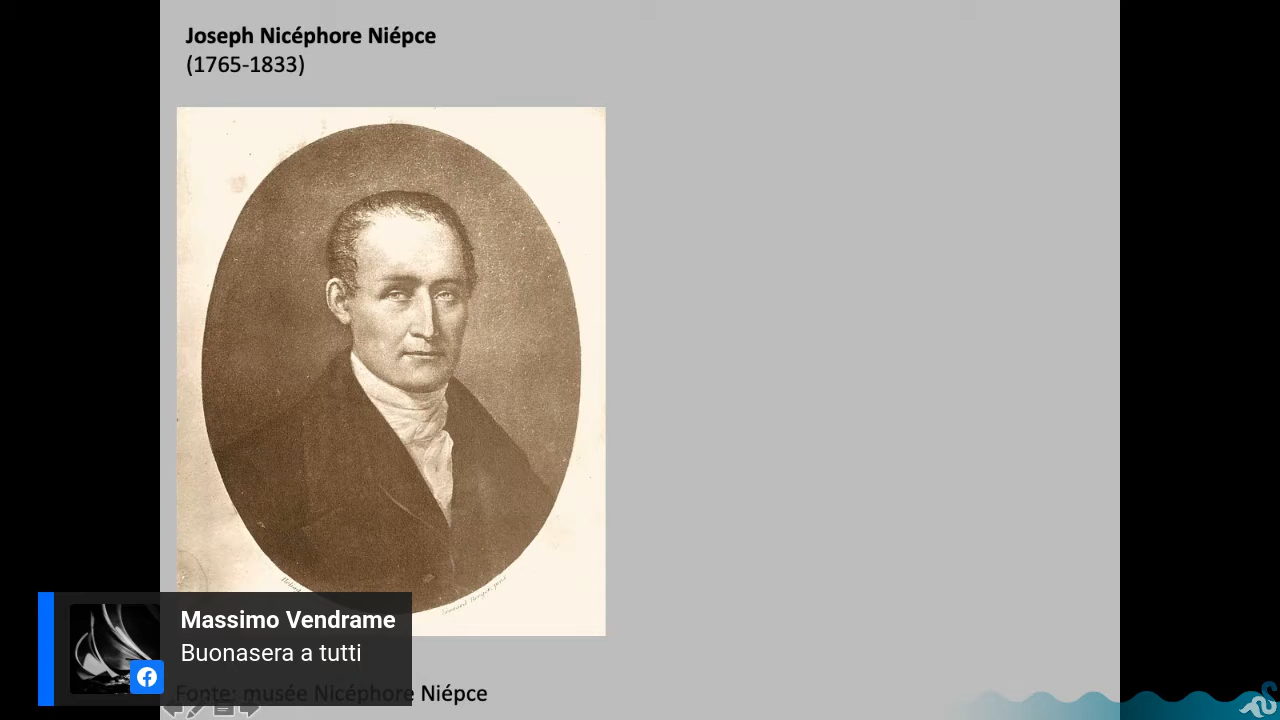 Joseph Nicéphore Niépce
(1765-1833)
Massimo Vendrame
Buonasera a tutti
Fonte: musée Nicéphore Niépce